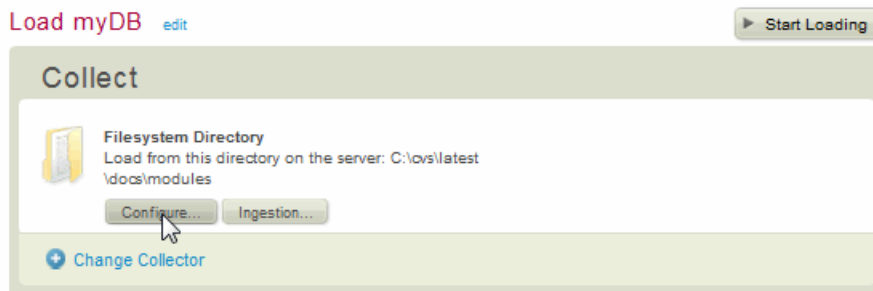 Load myDB edit
Start Loading
Collect
Filesystem Directory
Load from this directory on the server: C:\cvs\latest
\docs\modules
Configure... Ingestion...
Change Collector